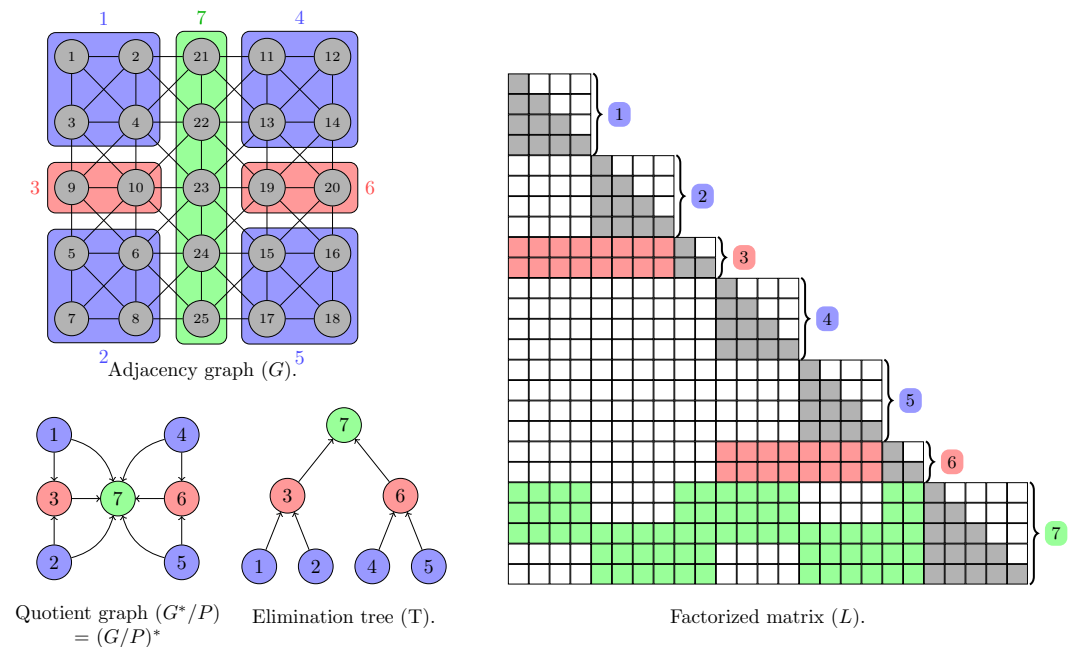 1 7 4
1 2 21 11 12
3 4 22 13 14
3 9 10 23 19 20 6
5 6 24 15 16
7 8 25 17 18
2 5
Adjacency graph (G).
1 4
3 7 6
2 5
Quotient graph (G*/P)
= (G/P)*
7
3 6
1 2 4 5
Elimination tree (T).
1
2
3
4
5
6
7
Factorized matrix (L).